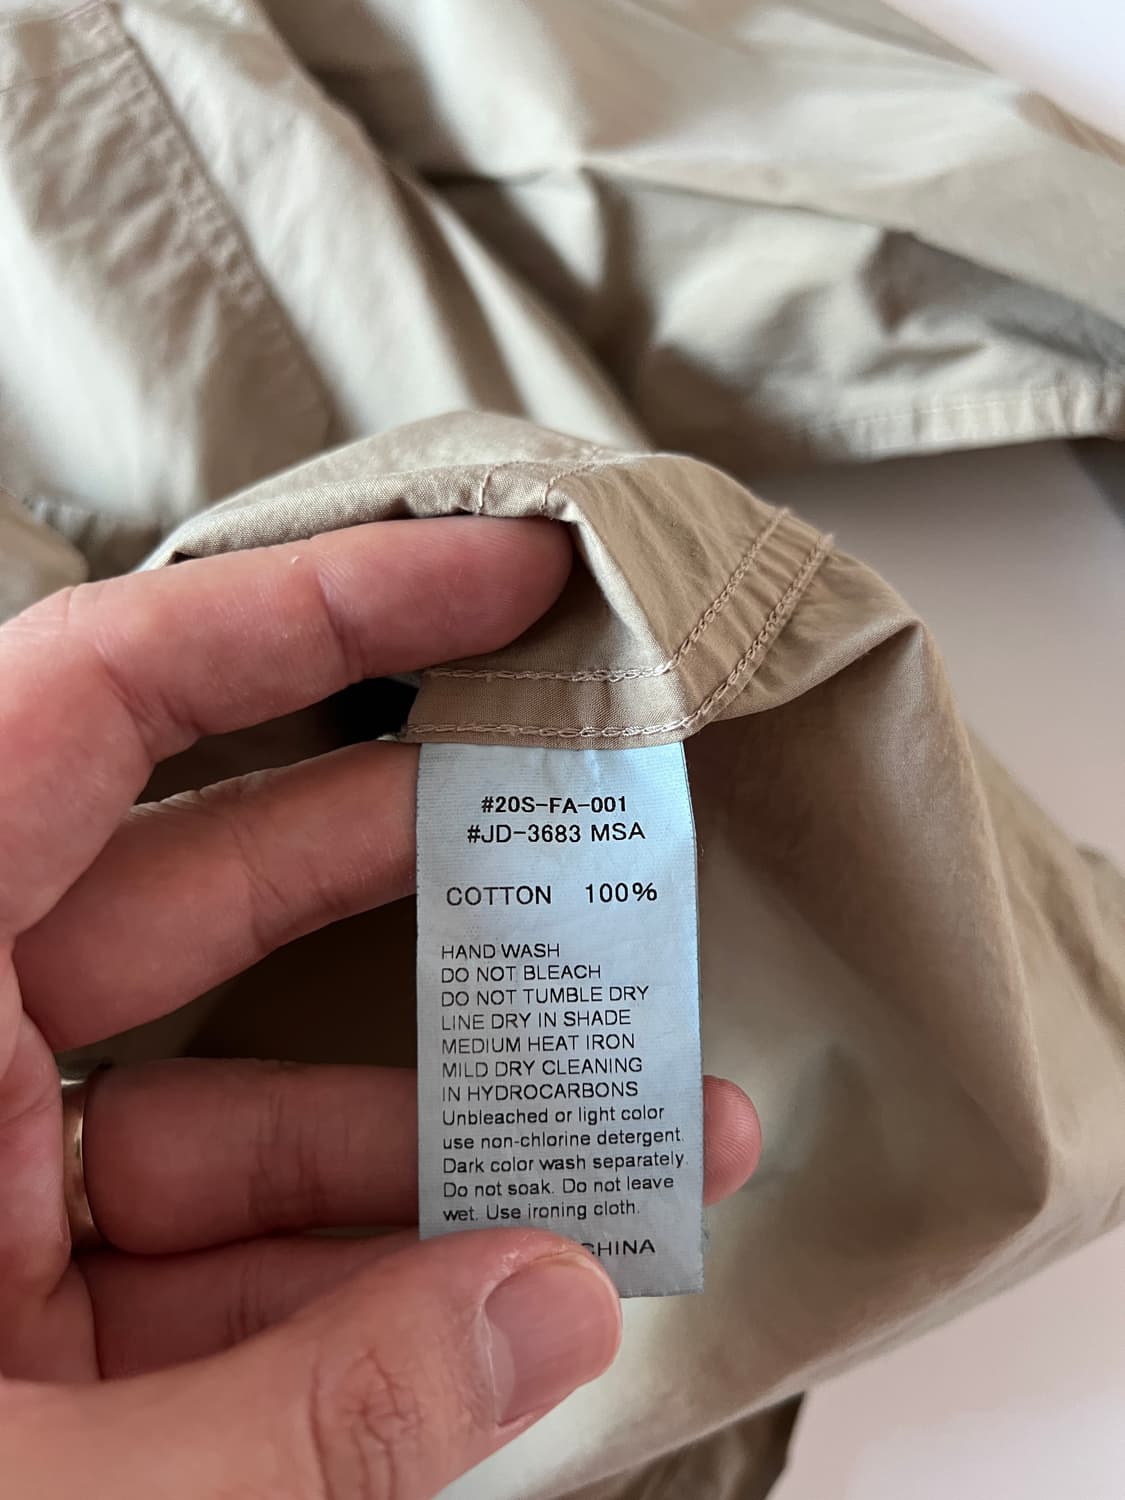 #20S-FA-001
#JD-3683 MSA
COTTON 100%
HAND WASH
DO NOT BLEACH
DO NOT TUMBLE DRY
LINE DRY IN SHADE
MEDIUM HEAT IRON
MILD DRY CLEANING
IN HYDROCARBONS
Unbleached or light color
use non-chlorine detergent.
Dark color wash separately.
Do not soak. Do not leave
wet. Use ironing cloth.
CHINA